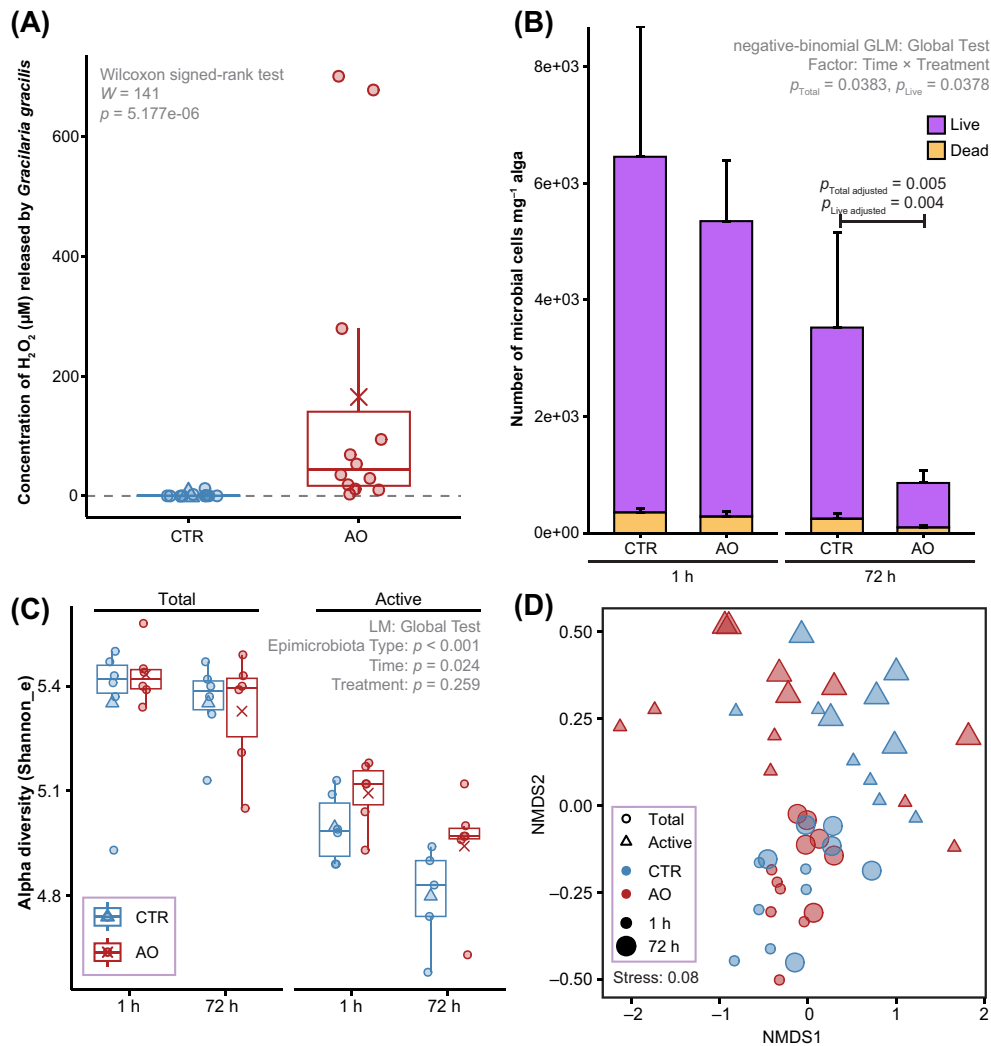 (A)
Concentration of H₂O₂ (µM) released by Gracilaria gracilis
Wilcoxon signed-rank test
W = 141
p = 5.177e-06
600
400
200
0
CTR
AO
(B)
Number of microbial cells mg⁻¹ alga
negative-binomial GLM: Global Test
Factor: Time × Treatment
pTotal = 0.0383, pLive = 0.0378
Live
Dead
pTotal adjusted = 0.005
pLive adjusted = 0.004
8e+03
6e+03
4e+03
2e+03
0e+00
CTR
AO
CTR
AO
1 h
72 h
(C)
Total
Active
Alpha diversity (Shannon_e)
LM: Global Test
Epimicrobiota Type: p < 0.001
Time: p = 0.024
Treatment: p = 0.259
5.4
5.1
4.8
CTR
AO
1 h
72 h
1 h
72 h
(D)
NMDS2
0.50
0.25
0.00
−0.25
−0.50
Total
Active
CTR
AO
1 h
72 h
Stress: 0.08
−2
−1
0
1
2
NMDS1